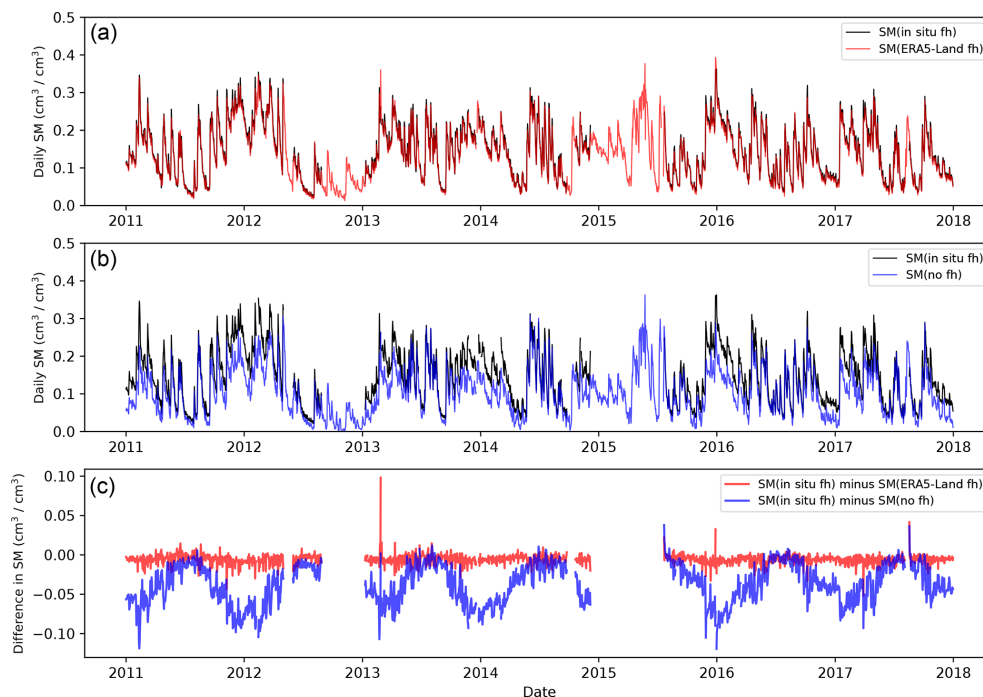 (a)
SM(in situ fh)
SM(ERA5-Land fh)
Daily SM (cm³ / cm³)
0.5
0.4
0.3
0.2
0.1
0.0
2011 2012 2013 2014 2015 2016 2017 2018
(b)
SM(in situ fh)
SM(no fh)
Daily SM (cm³ / cm³)
0.5
0.4
0.3
0.2
0.1
0.0
2011 2012 2013 2014 2015 2016 2017 2018
(c)
SM(in situ fh) minus SM(ERA5-Land fh)
SM(in situ fh) minus SM(no fh)
Difference in SM (cm³ / cm³)
0.10
0.05
0.00
−0.05
−0.10
2011 2012 2013 2014 2015 2016 2017 2018
Date